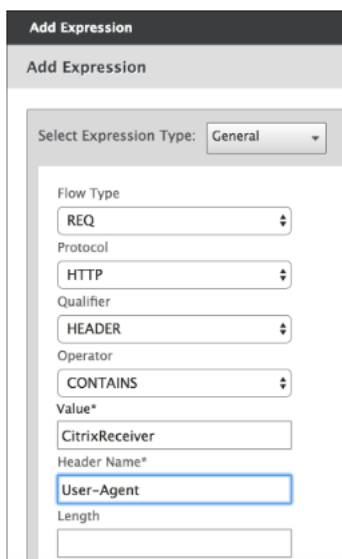 Add Expression
Add Expression
Select Expression Type: General
Flow Type
REQ
Protocol
HTTP
Qualifier
HEADER
Operator
CONTAINS
Value*
CitrixReceiver
Header Name*
User-Agent
Length